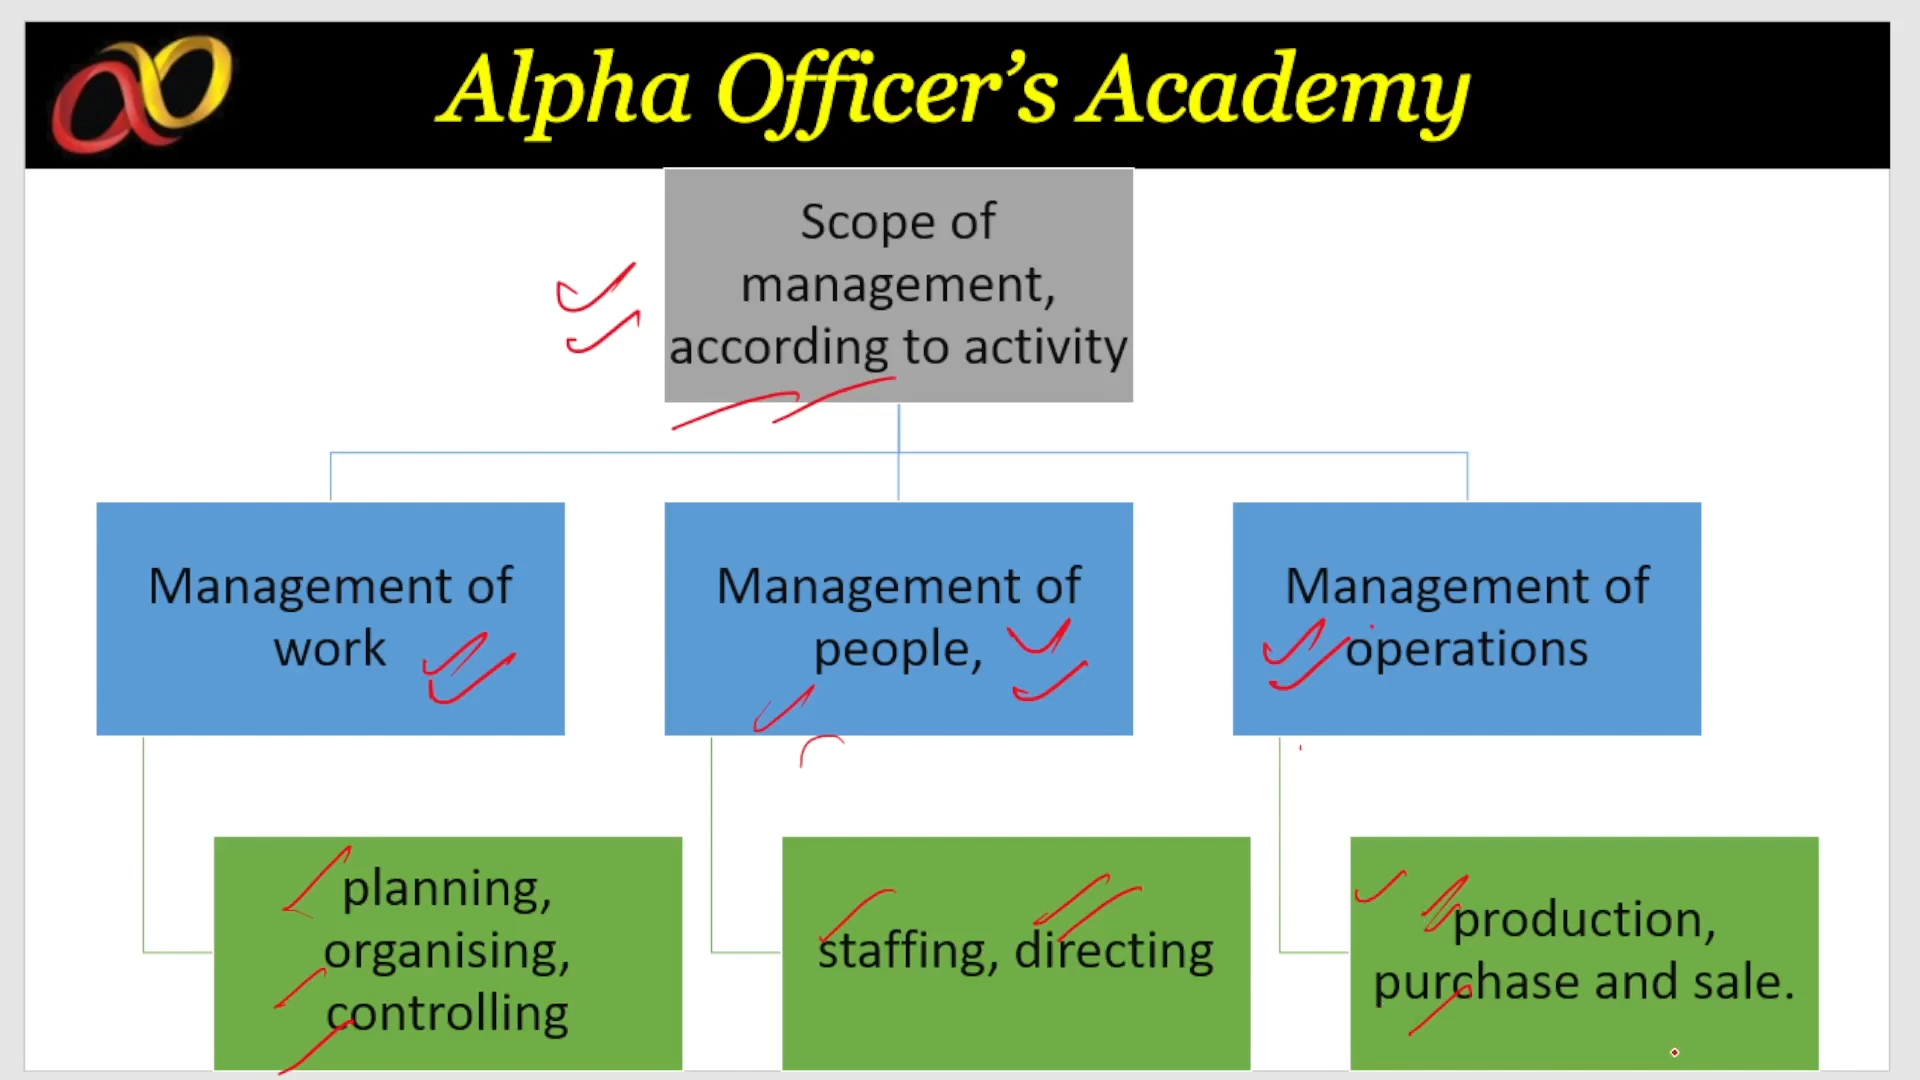 Alpha Officer’s Academy
Scope of
management,
according to activity
Management of
work
Management of
people,
Management of
operations
planning,
organising,
controlling
staffing, directing
production,
purchase and sale.